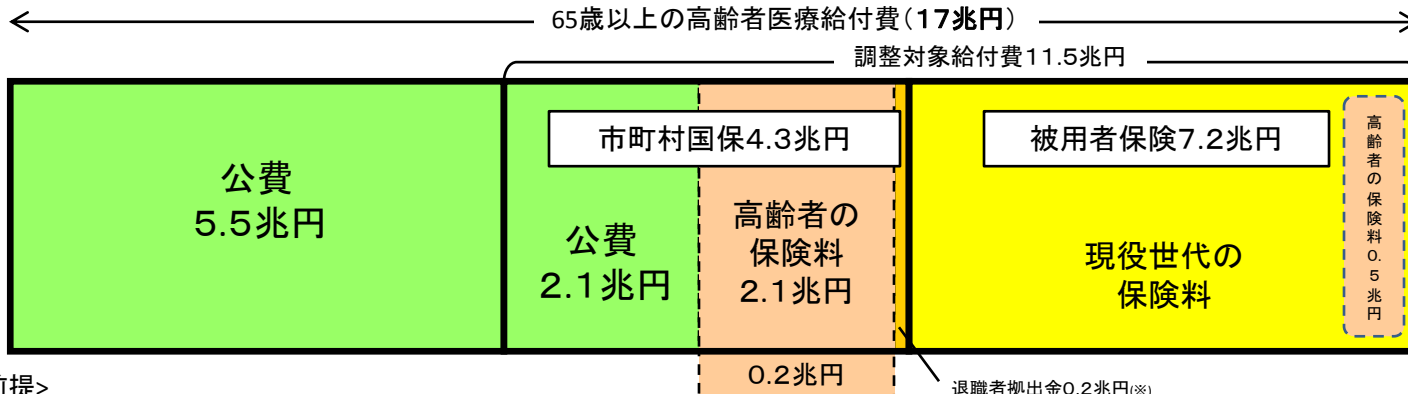 65歳以上の高齢者医療給付費(17兆円)
調整対象給付費11.5兆円
市町村国保4.3兆円
被用者保険7.2兆円
公費
5.5兆円
公費
2.1兆円
高齢者の
保険料
2.1兆円
現役世代の
保険料
高齢者の保険料0.5兆円
0.2兆円
退職者拠出金0.2兆円(※)
前提>